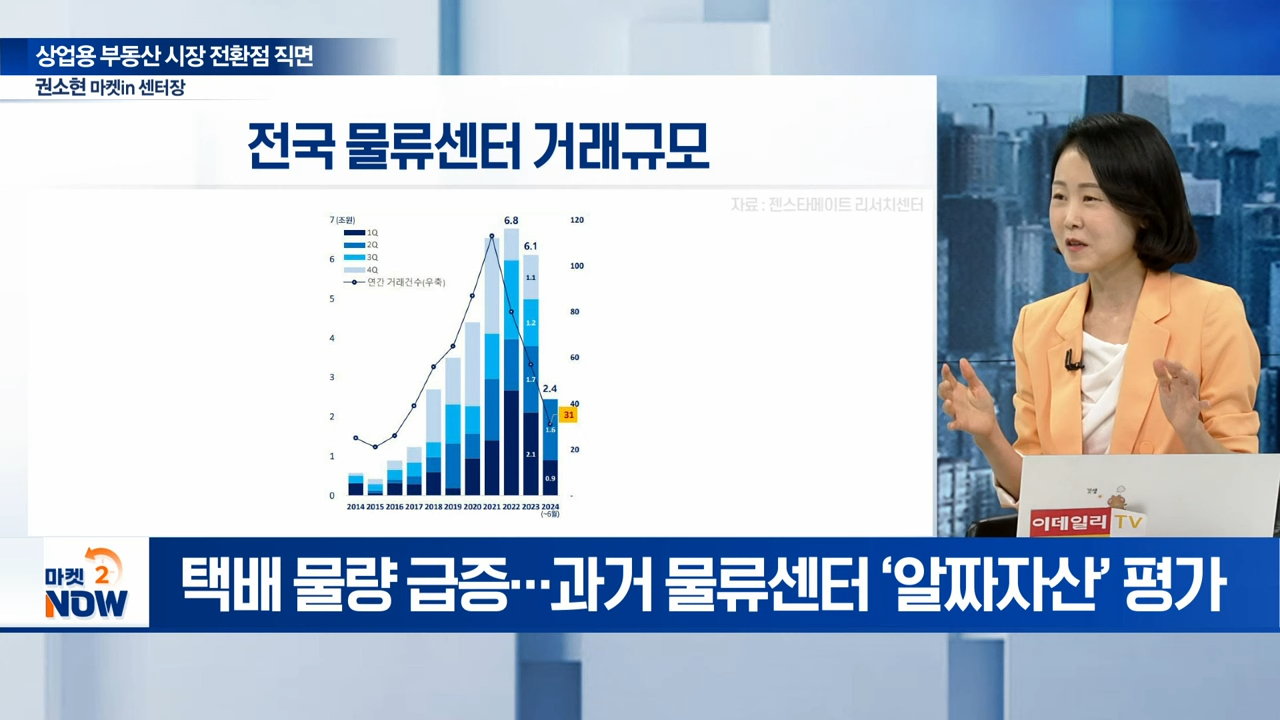 상업용 부동산 시장 전환점 직면
권소현 마켓in 센터장
전국 물류센터 거래규모
자료 : 젠스타메이트 리서치센터
7 (조원)
6
5
4
3
2
1
0
1Q
2Q
3Q
4Q
연간 거래건수(우축)
6.8
6.1
1.1
1.2
1.7
2.1
2.4
1.6
0.9
31
120
100
80
60
40
20
-
2014 2015 2016 2017 2018 2019 2020 2021 2022 2023 2024
(~6월)
이데일리 TV
마켓 2
NOW
택배 물량 급증…과거 물류센터 ‘알짜자산’ 평가